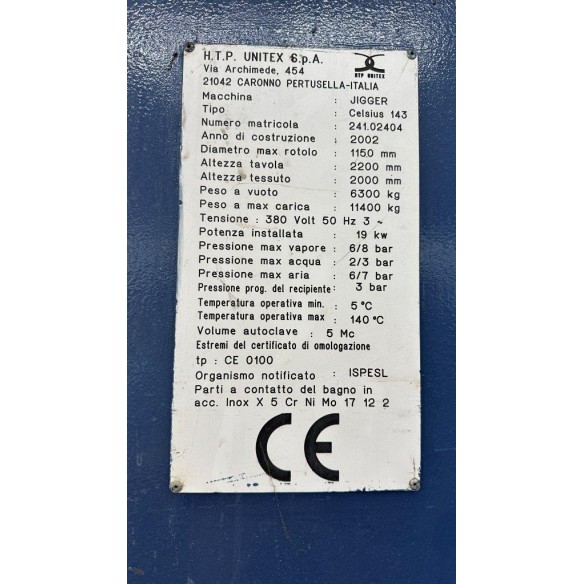 H.T.P. UNITEX S.p.A.
HTP UNITEX
Via Archimede, 454
21042 CARONNO PERTUSELLA-ITALIA
Macchina : JIGGER
Tipo : Celsius 143
Numero matricola : 241.02404
Anno di costruzione : 2002
Diametro max rotolo : 1150 mm
Altezza tavola : 2200 mm
Altezza tessuto : 2000 mm
Peso a vuoto : 6300 kg
Peso a max carica : 11400 kg
Tensione : 380 Volt 50 Hz 3 ~
Potenza installata : 19 kw
Pressione max vapore : 6/8 bar
Pressione max acqua : 2/3 bar
Pressione max aria : 6/7 bar
Pressione prog. del recipiente : 3 bar
Temperatura operativa min. : 5 °C
Temperatura operativa max : 140 °C
Volume autoclave : 5 Mc
Estremi del certificato di omologazione
tp : CE 0100
Organismo notificato : ISPESL
Parti a contatto del bagno in
acc. Inox X 5 Cr Ni Mo 17 12 2
CE